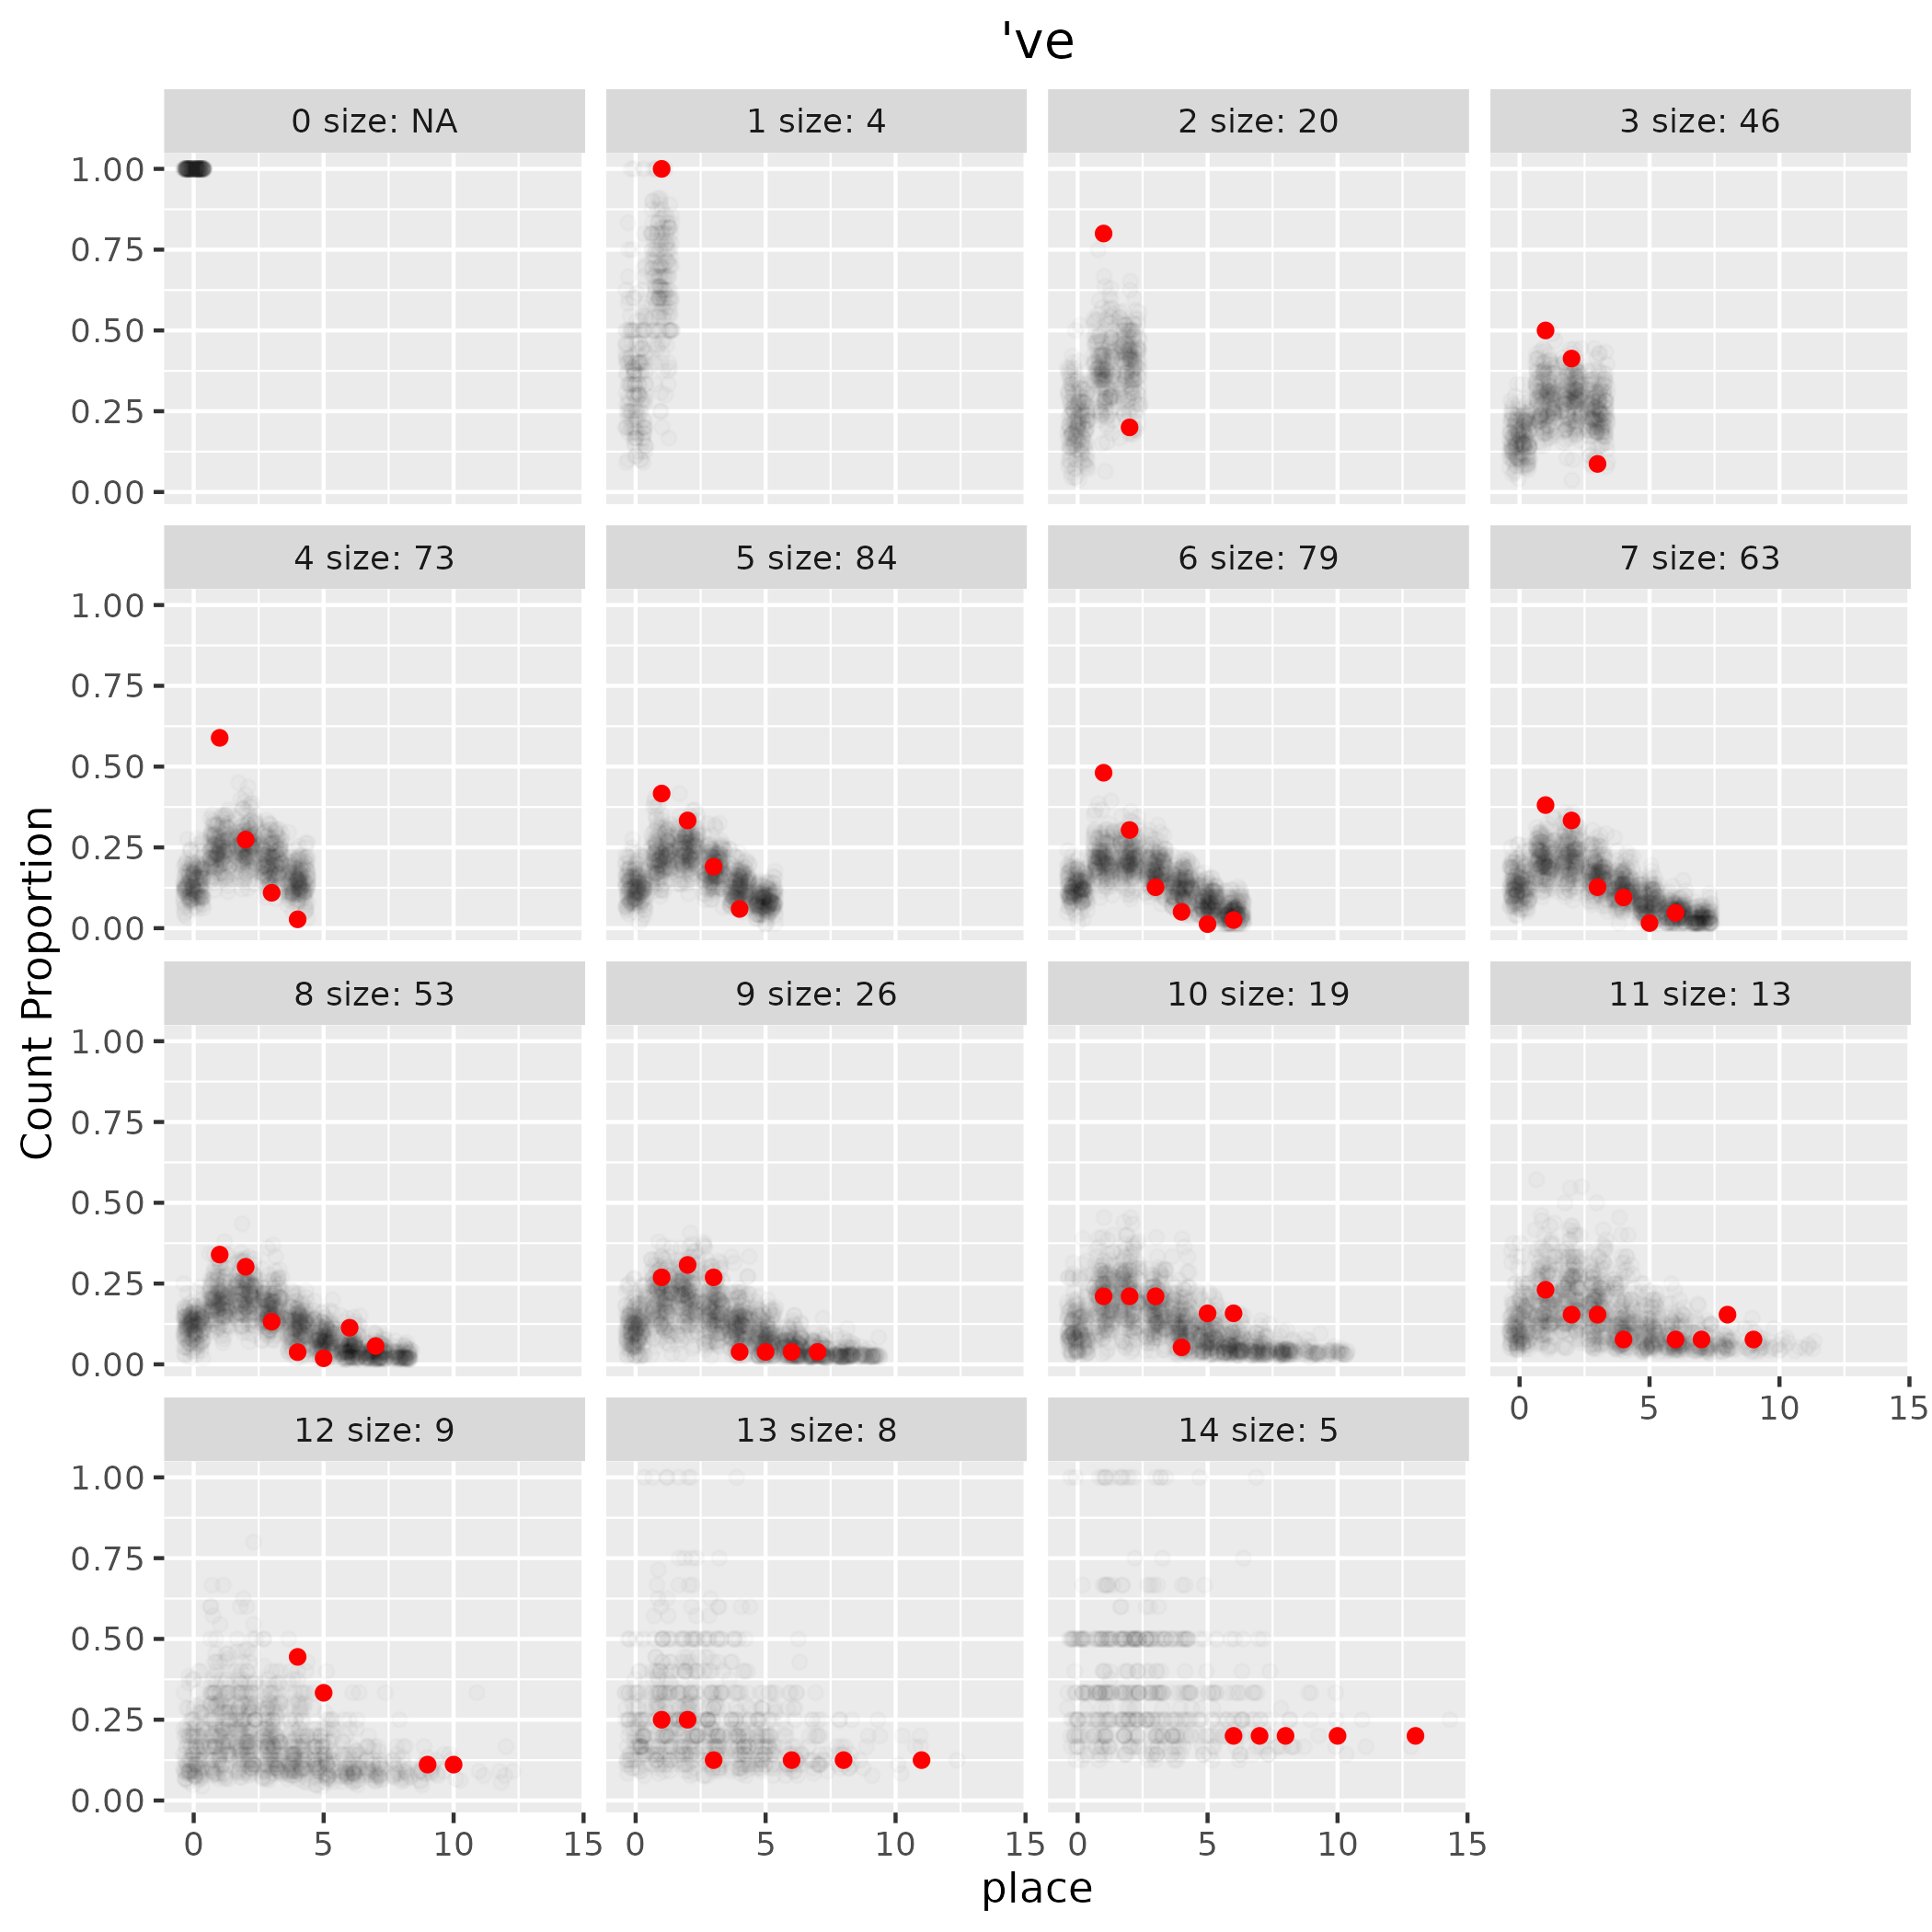 've
0 size: NA
1 size: 4
2 size: 20
3 size: 46
1.00
0.75
0.50
0.25
0.00
4 size: 73
5 size: 84
6 size: 79
7 size: 63
1.00
0.75
0.50
0.25
0.00
Count Proportion
8 size: 53
9 size: 26
10 size: 19
11 size: 13
1.00
0.75
0.50
0.25
0.00
0 5 10 15
12 size: 9
13 size: 8
14 size: 5
1.00
0.75
0.50
0.25
0.00
0 5 10 15
0 5 10 15
0 5 10 15
place